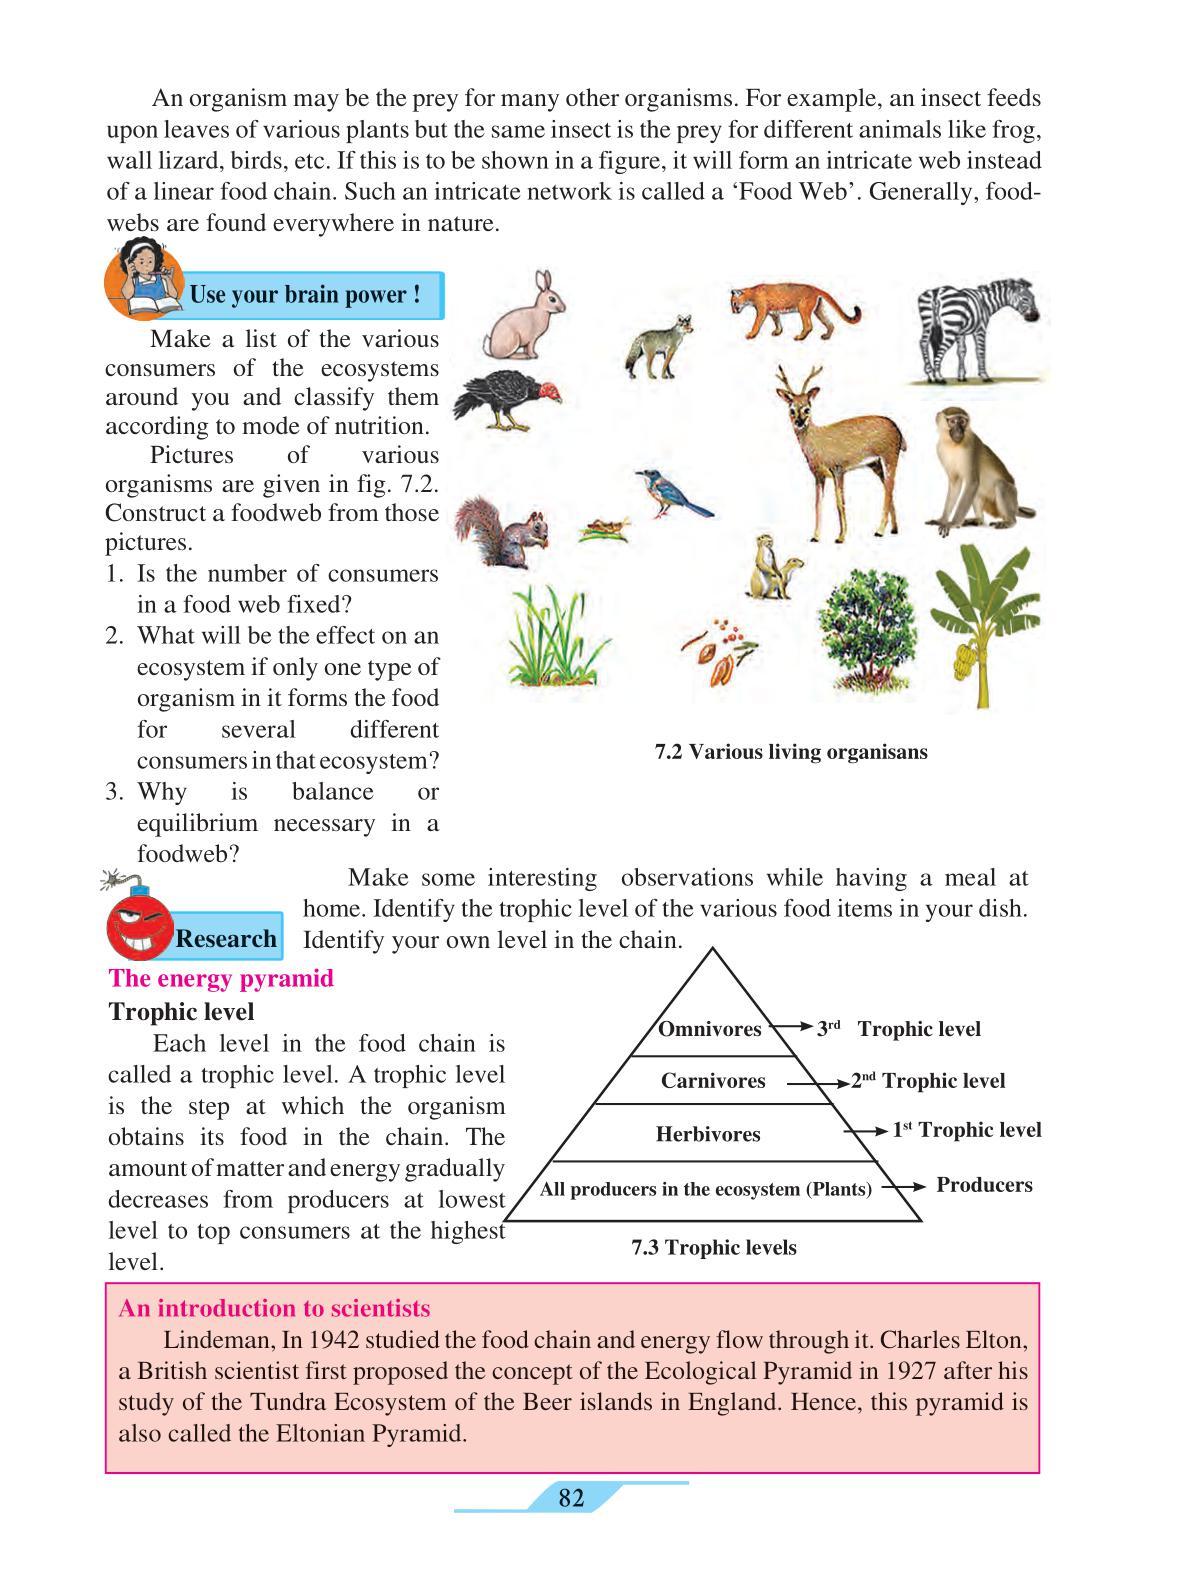 An organism may be the prey for many other organisms. For example, an insect feeds
upon leaves of various plants but the same insect is the prey for different animals like frog,
wall lizard, birds, etc. If this is to be shown in a figure, it will form an intricate web instead
of a linear food chain. Such an intricate network is called a ‘Food Web’. Generally, food-
webs are found everywhere in nature.
Use your brain power !
Make a list of the various
consumers of the ecosystems
around you and classify them
according to mode of nutrition.
Pictures of various
organisms are given in fig. 7.2.
Construct a foodweb from those
pictures.
1. Is the number of consumers
in a food web fixed?
2. What will be the effect on an
ecosystem if only one type of
organism in it forms the food
for several different
consumers in that ecosystem?
3. Why is balance or
equilibrium necessary in a
foodweb?
7.2 Various living organisans
Research
Make some interesting observations while having a meal at
home. Identify the trophic level of the various food items in your dish.
Identify your own level in the chain.
The energy pyramid
Trophic level
Each level in the food chain is
called a trophic level. A trophic level
is the step at which the organism
obtains its food in the chain. The
amount of matter and energy gradually
decreases from producers at lowest
level to top consumers at the highest
level.
Omnivores 3rd Trophic level
Carnivores 2nd Trophic level
Herbivores 1st Trophic level
All producers in the ecosystem (Plants) Producers
7.3 Trophic levels
An introduction to scientists
Lindeman, In 1942 studied the food chain and energy flow through it. Charles Elton,
a British scientist first proposed the concept of the Ecological Pyramid in 1927 after his
study of the Tundra Ecosystem of the Beer islands in England. Hence, this pyramid is
also called the Eltonian Pyramid.
82